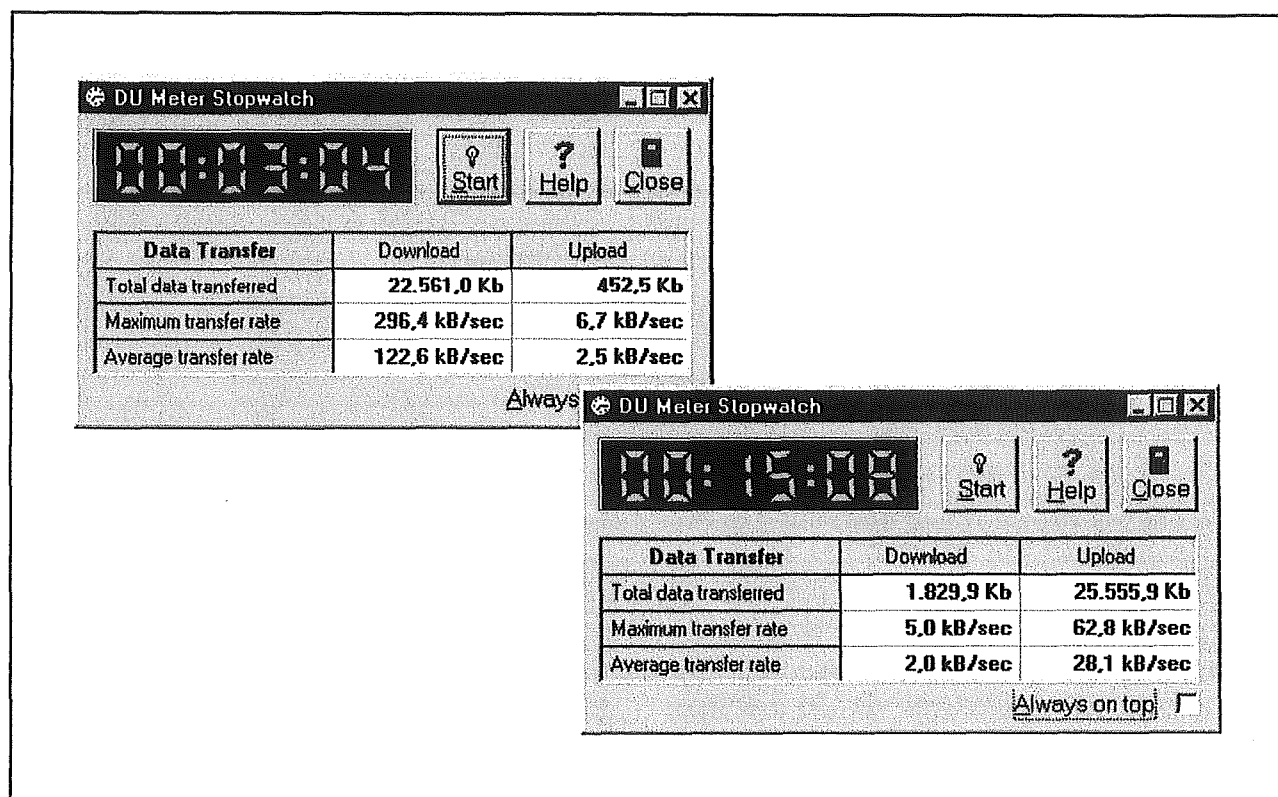 DU Meter Stopwatch
00:03:04
Start Help Close
Data Transfer Download Upload
Total data transferred 22.561,0 Kb 452,5 Kb
Maximum transfer rate 296,4 kB/sec 6,7 kB/sec
Average transfer rate 122,6 kB/sec 2,5 kB/sec
Always
DU Meter Stopwatch
00:15:08
Start Help Close
Data Transfer Download Upload
Total data transferred 1.829,9 Kb 25.555,9 Kb
Maximum transfer rate 5,0 kB/sec 62,8 kB/sec
Average transfer rate 2,0 kB/sec 28,1 kB/sec
Always on top